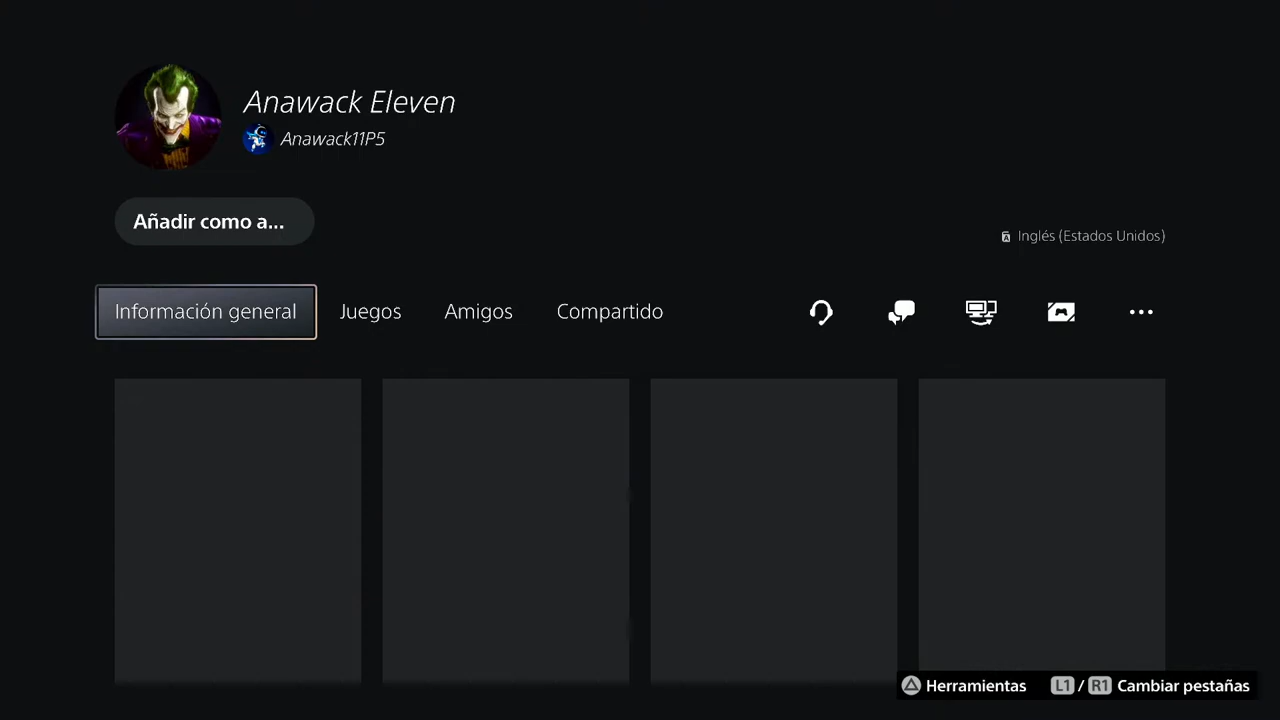 Anawack Eleven
Anawack11P5
Añadir como a...
Inglés (Estados Unidos)
Información general
Juegos
Amigos
Compartido
Herramientas
L1 / R1 Cambiar pestañas